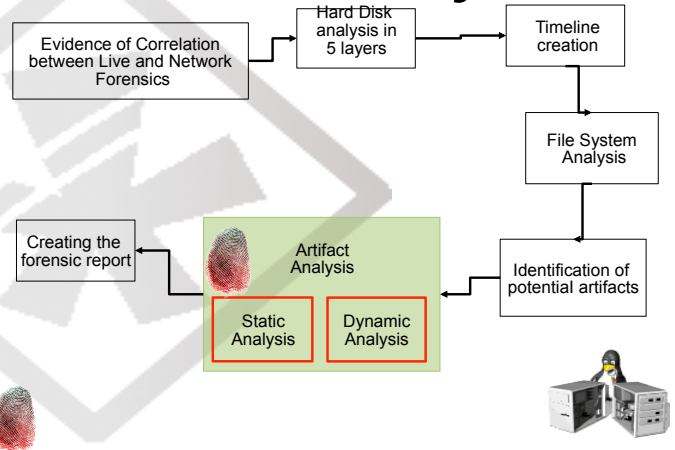 Evidence of Correlation
between Live and Network
Forensics
Hard Disk
analysis in
5 layers
Timeline
creation
File System
Analysis
Identification of
potential artifacts
Artifact
Analysis
Static
Analysis
Dynamic
Analysis
Creating the
forensic report